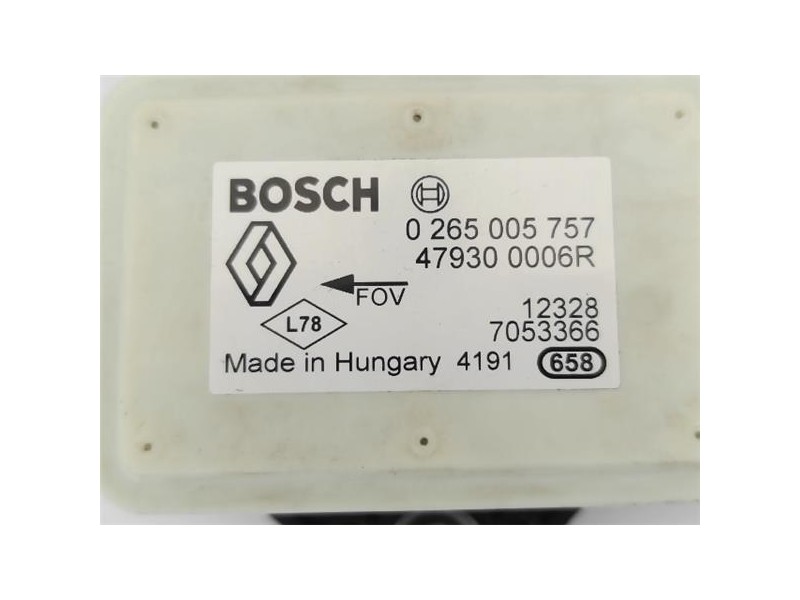 BOSCH
0 265 005 757
47930 0006R
FOV
L78
12328
7053366
Made in Hungary 4191 658